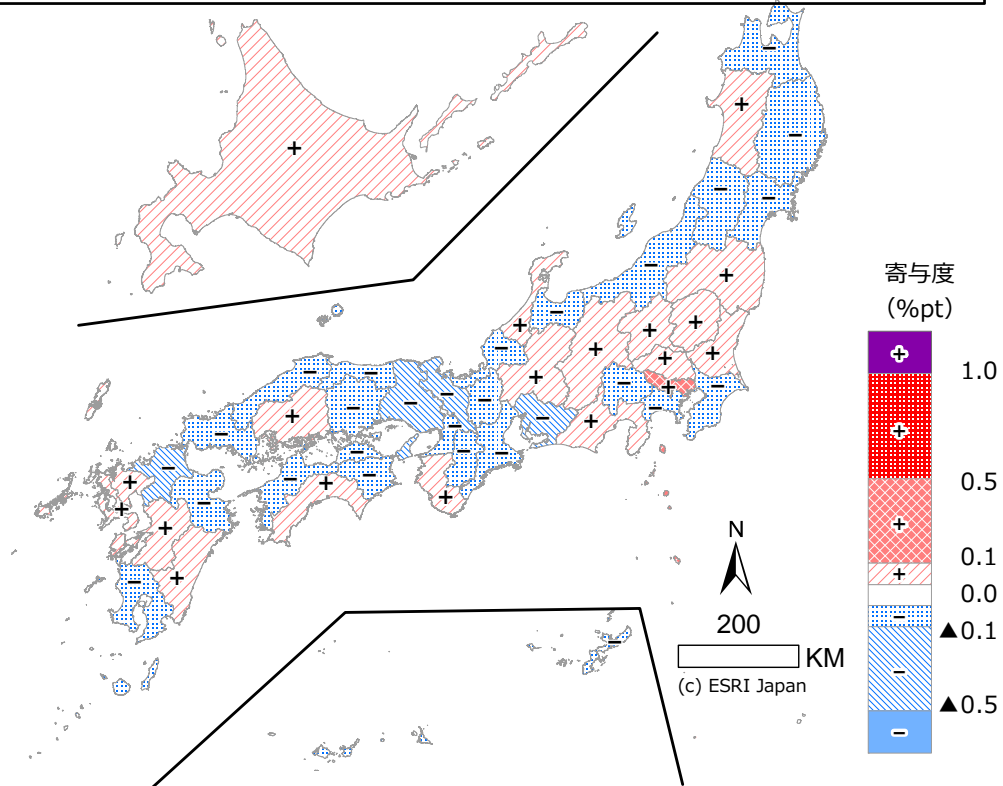 寄与度
(%pt)
+
1.0
+
0.5
+
0.1
+
0.0
−
▲0.1
−
▲0.5
−
N
200
KM
(c) ESRI Japan